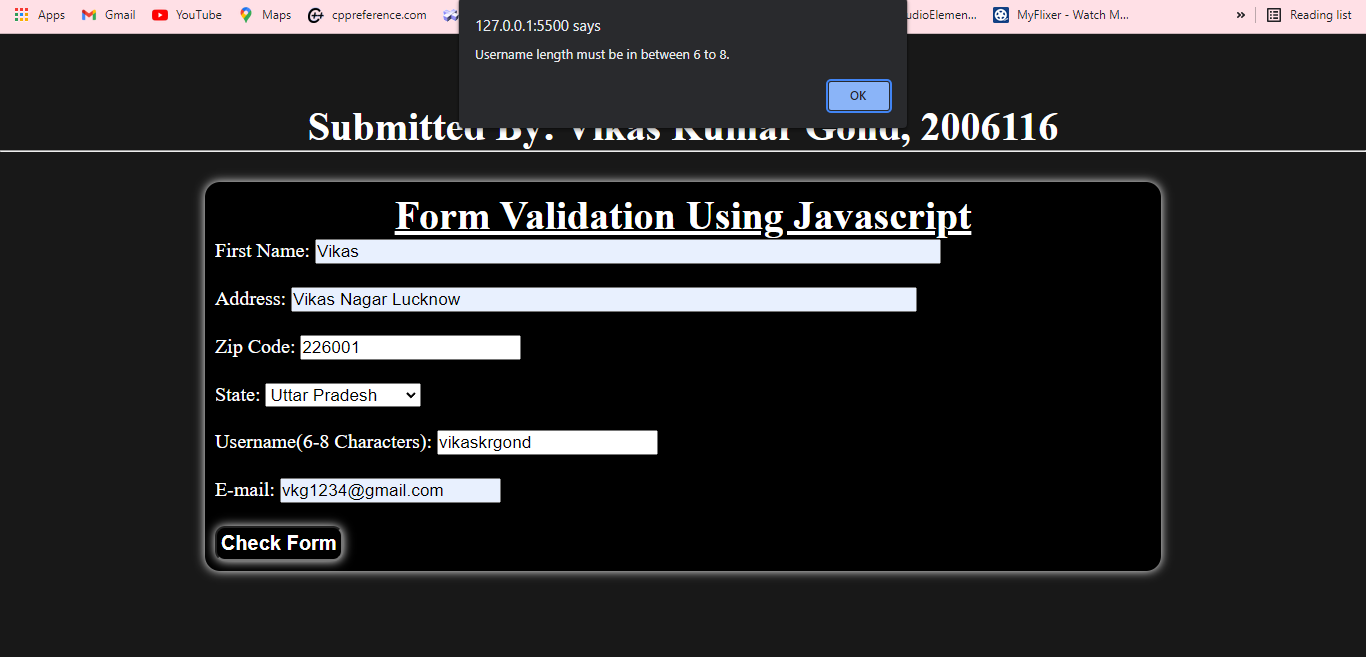 Apps Gmail YouTube Maps cppreference.com MyFlixer - Watch M... » Reading list
127.0.0.1:5500 says
Username length must be in between 6 to 8.
OK
Submitted By: Vikas Kumar Gond, 2006116
Form Validation Using Javascript
First Name: Vikas
Address: Vikas Nagar Lucknow
Zip Code: 226001
State: Uttar Pradesh
Username(6-8 Characters): vikaskrgond
E-mail: vkg1234@gmail.com
Check Form